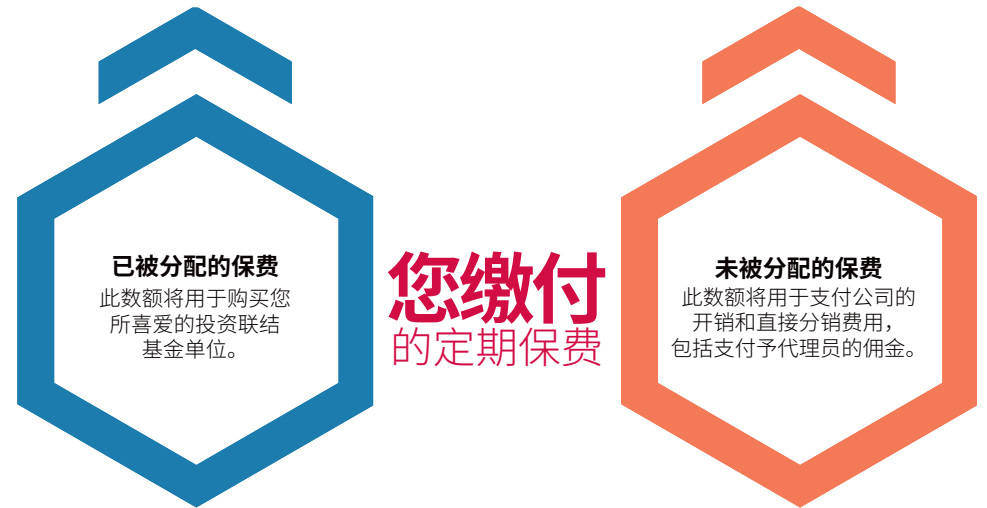 已被分配的保费
此数额将用于购买您
所喜爱的投资联结
基金单位。
您缴付
的定期保费
未被分配的保费
此数额将用于支付公司的
开销和直接分销费用，
包括支付予代理员的佣金。